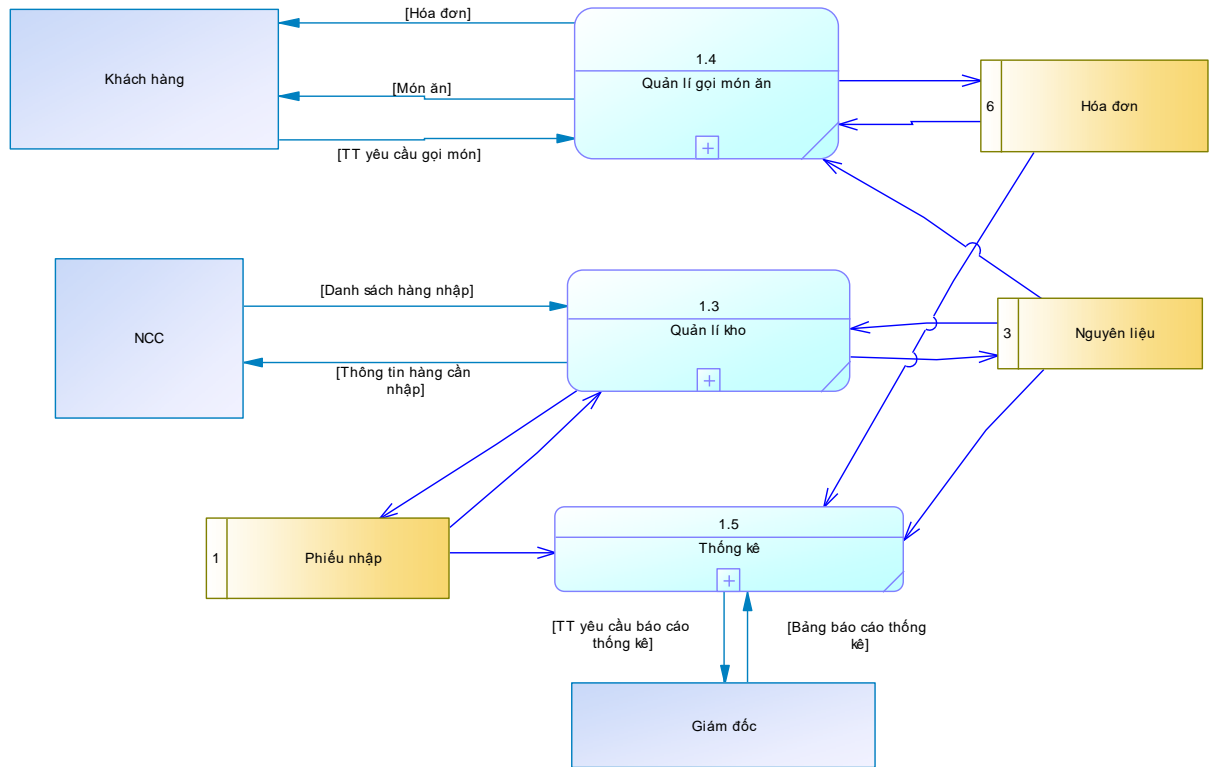 [Hóa đơn]
1.4
Khách hàng
Quản lí gọi món ăn
[Món ăn]
6
Hóa đơn
[TT yêu cầu gọi món]
[Danh sách hàng nhập]
1.3
NCC
Quản lí kho
3
Nguyên liệu
[Thông tin hàng cần
nhập]
1.5
Thống kê
1
Phiếu nhập
[TT yêu cầu báo cáo
thống kê]
[Bảng báo cáo thống
kê]
Giám đốc